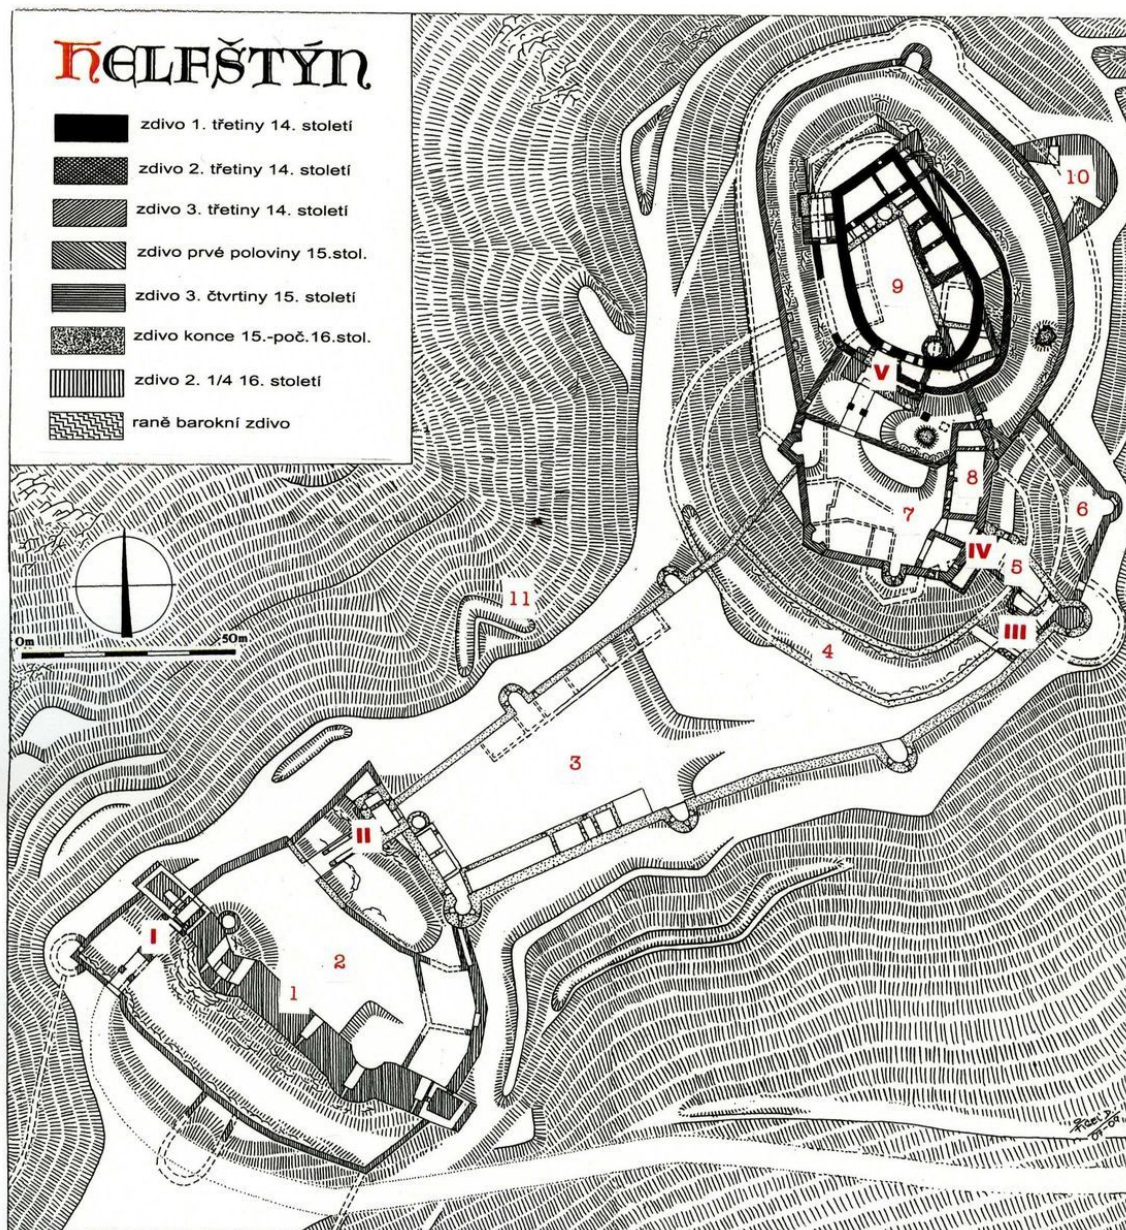 HELFŠTÝN
zdivo 1. třetiny 14. století
zdivo 2. třetiny 14. století
zdivo 3. třetiny 14. století
zdivo prvé poloviny 15.stol.
zdivo 3. čtvrtiny 15. století
zdivo konce 15.-poč.16.stol.
zdivo 2. 1/4 16. století
raně barokní zdivo
10
9
V
8
6
7
IV
5
11
0m 50m
III
4
3
II
I
2
1